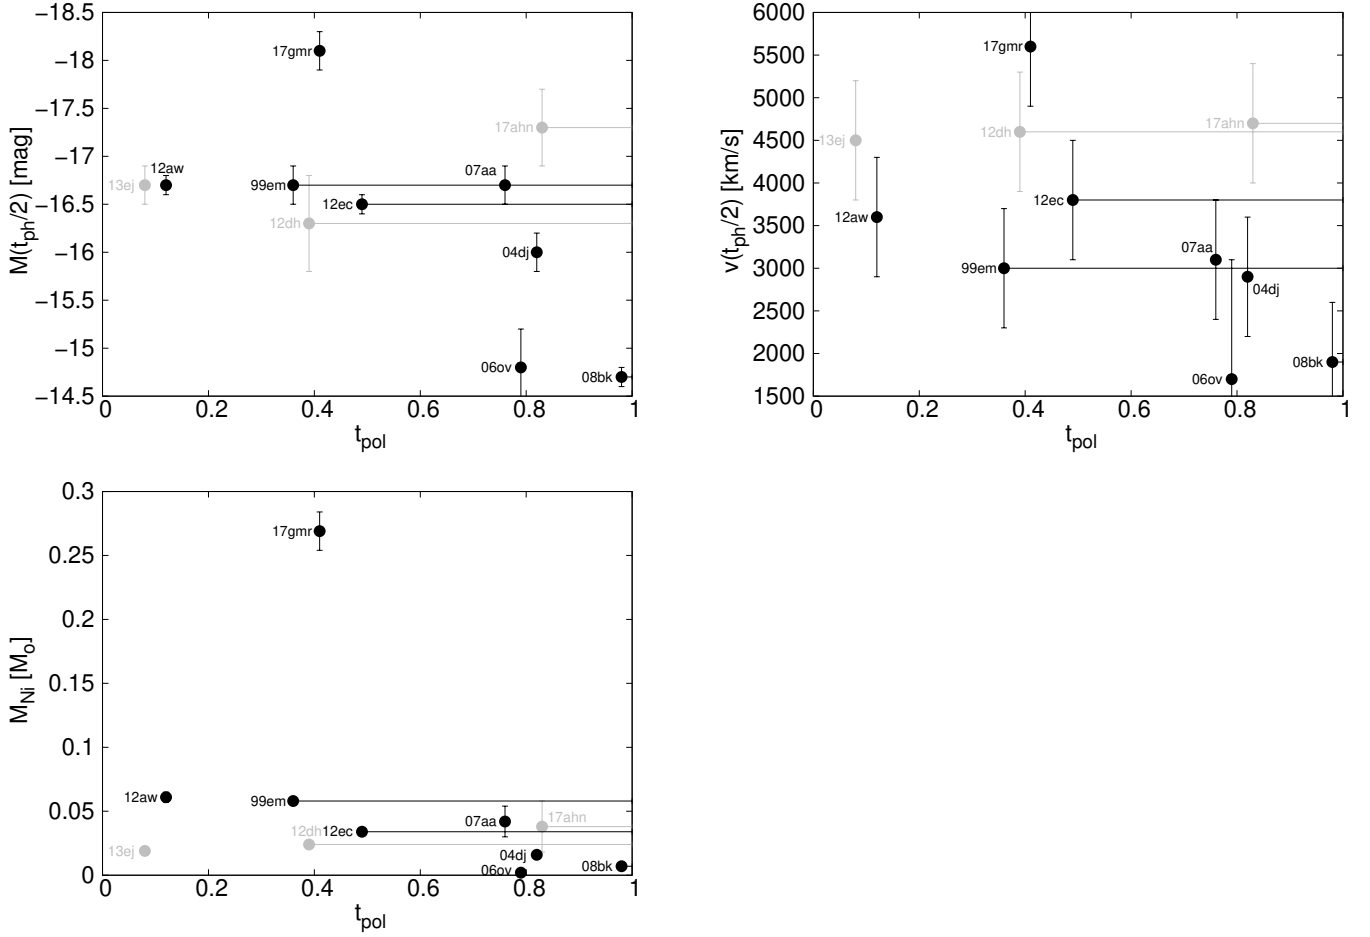 −18.5
−18
−17.5
−17
−16.5
−16
−15.5
−15
−14.5
M(t_ph/2) [mag]
17gmr
17ahn
13ej
12aw
99em
07aa
12ec
12dh
04dj
06ov
08bk
0 0.2 0.4 0.6 0.8 1
t_pol
6000
5500
5000
4500
4000
3500
3000
2500
2000
1500
v(t_ph/2) [km/s]
17gmr
17ahn
12dh
13ej
12ec
12aw
99em
07aa
04dj
08bk
06ov
0 0.2 0.4 0.6 0.8 1
t_pol
0.3
0.25
0.2
0.15
0.1
0.05
0
M_Ni [M_o]
17gmr
12aw
99em
12dh
12ec
07aa
17ahn
13ej
04dj
06ov
08bk
0 0.2 0.4 0.6 0.8 1
t_pol